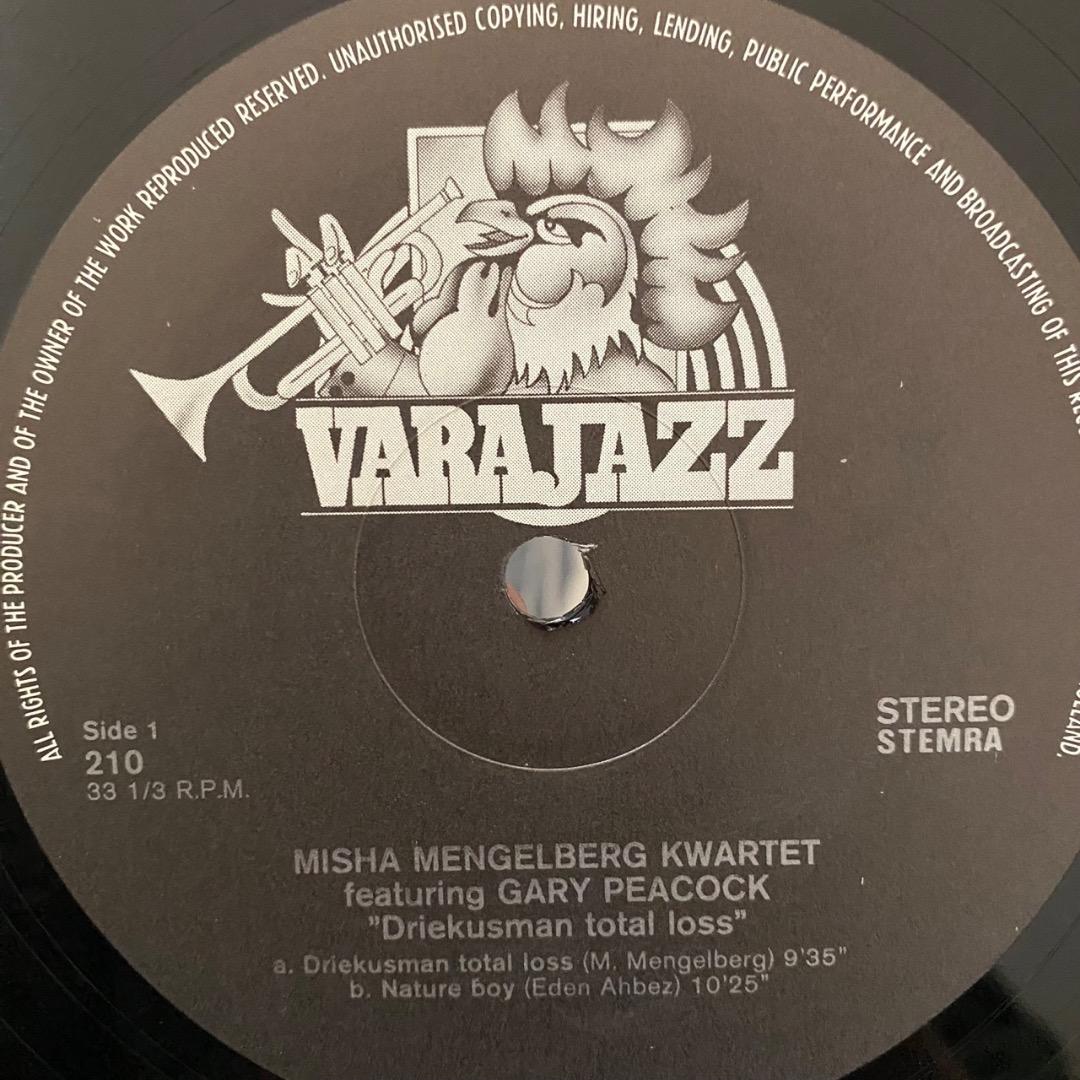 ALL RIGHTS OF THE PRODUCER AND OF THE OWNER OF THE WORK REPRODUCED RESERVED. UNAUTHORISED COPYING, HIRING, LENDING, PUBLIC PERFORMANCE AND BROADCASTING OF THIS
VARAJAZZ
Side 1
210
33 1/3 R.P.M.
STEREO
STEMRA
MISHA MENGELBERG KWARTET
featuring GARY PEACOCK
"Driekusman total loss"
a. Driekusman total loss (M. Mengelberg) 9'35"
b. Nature boy (Eden Ahbez) 10'25"